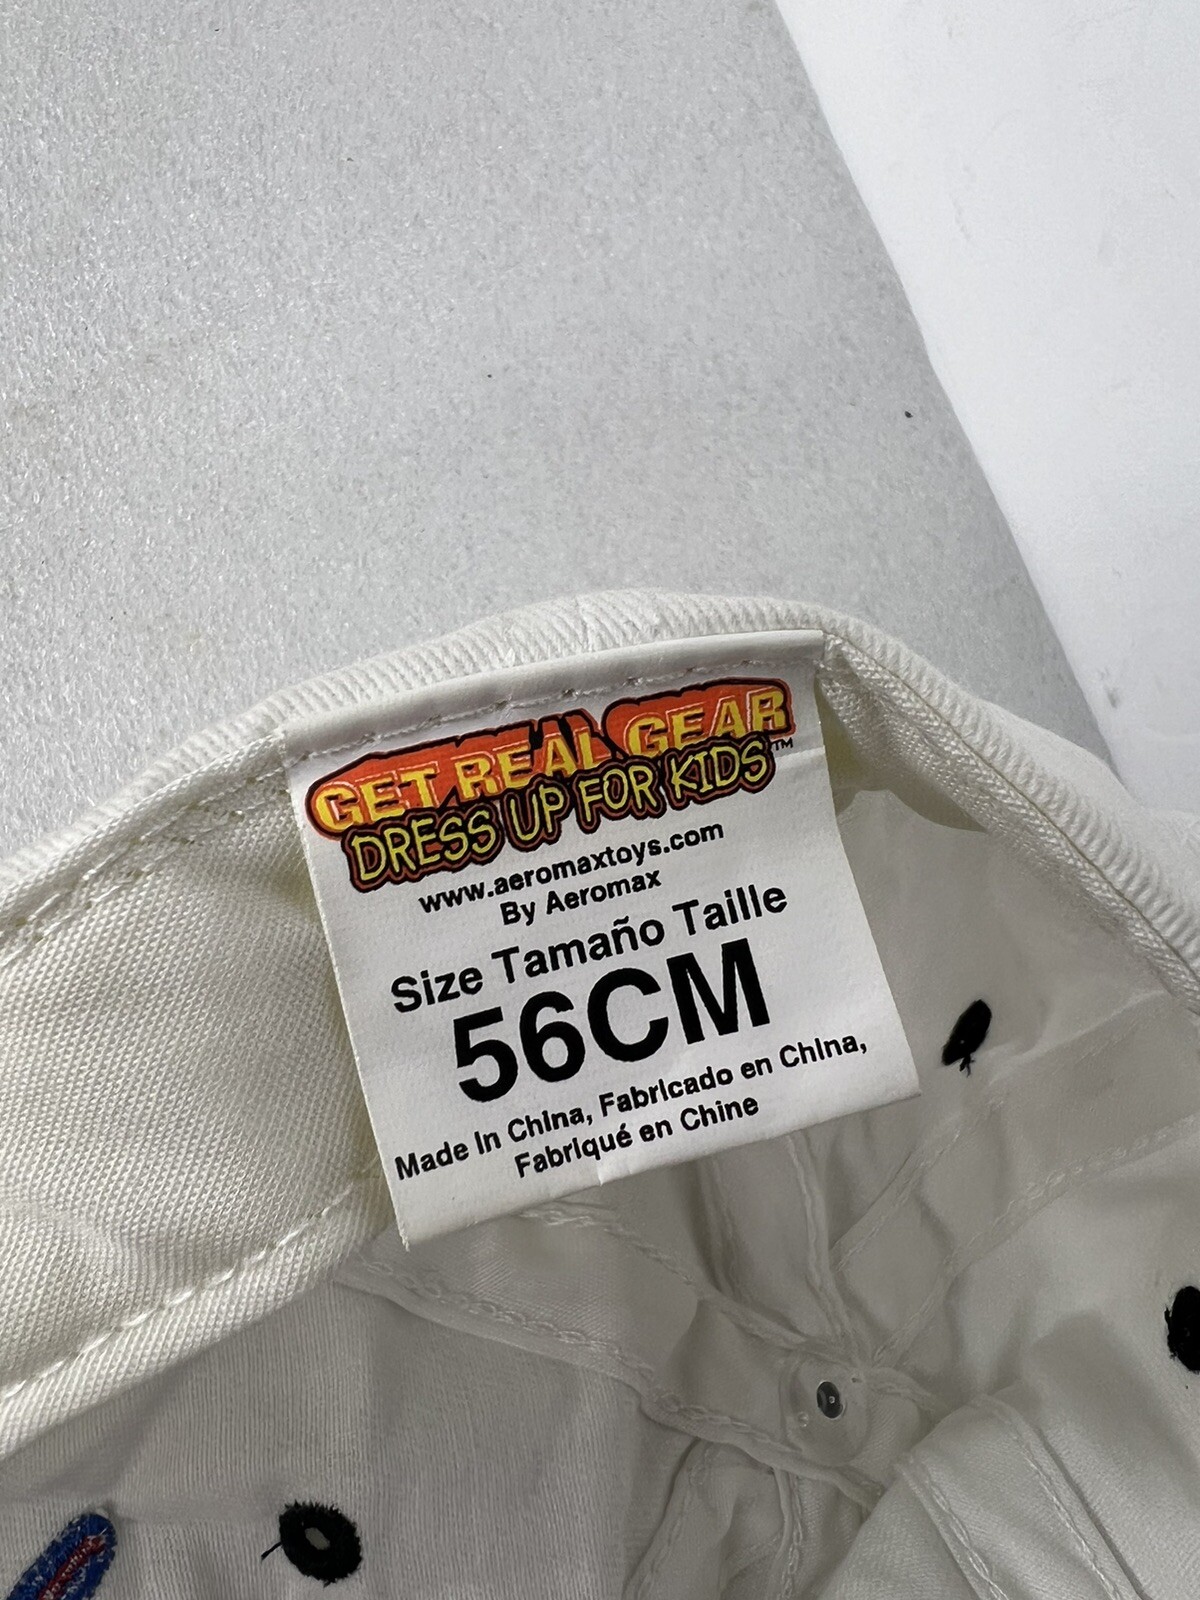 GET REAL GEAR
DRESS UP FOR KIDS™
www.aeromaxtoys.com
By Aeromax
Size Tamaño Taille
56CM
Made In China, Fabricado en China,
Fabriqué en Chine